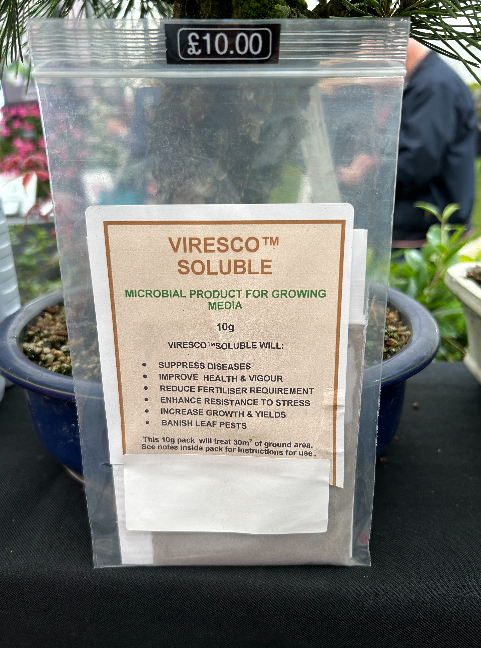 £10.00
VIRESCO™
SOLUBLE
MICROBIAL PRODUCT FOR GROWING
MEDIA
10g
VIRESCO™SOLUBLE WILL:
• SUPPRESS DISEASES
• IMPROVE HEALTH & VIGOUR
• REDUCE FERTILISER REQUIREMENT
• ENHANCE RESISTANCE TO STRESS
• INCREASE GROWTH & YIELDS
• BANISH LEAF PESTS
This 10g pack will treat 30m² of ground area.
See notes inside pack for instructions for use.